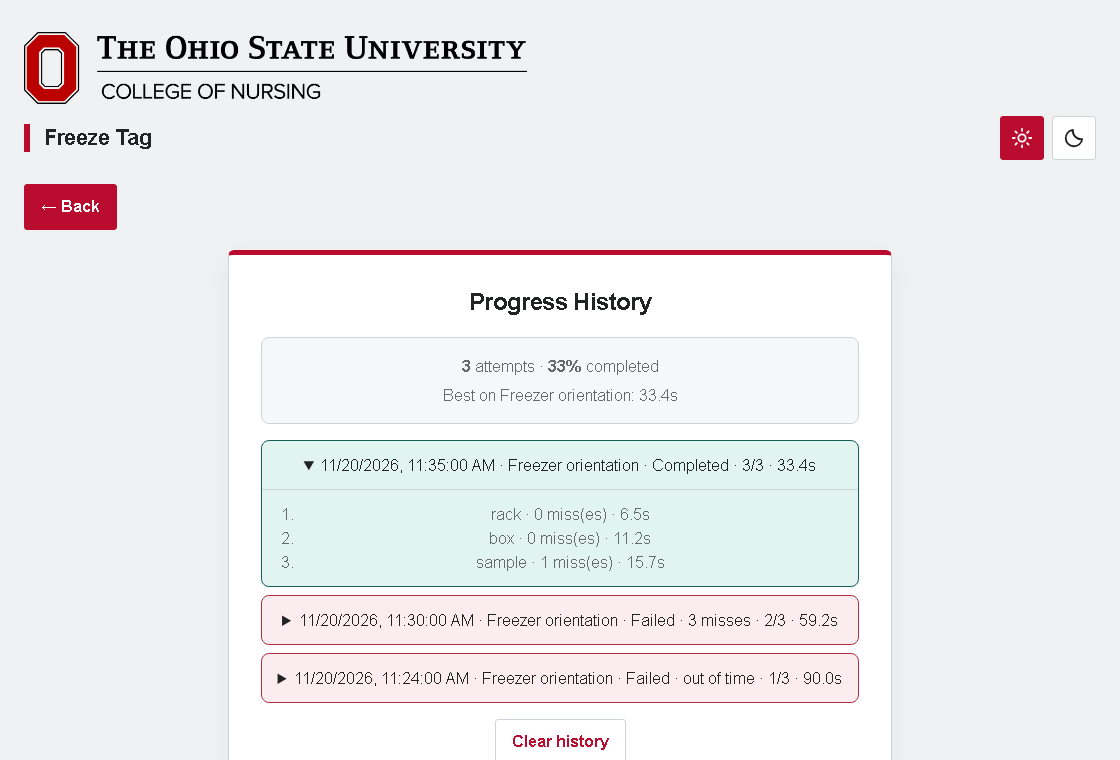 The Ohio State University
COLLEGE OF NURSING
Freeze Tag
← Back
Progress History
3 attempts · 33% completed
Best on Freezer orientation: 33.4s
▼ 11/20/2026, 11:35:00 AM · Freezer orientation · Completed · 3/3 · 33.4s
1. rack · 0 miss(es) · 6.5s
2. box · 0 miss(es) · 11.2s
3. sample · 1 miss(es) · 15.7s
▶ 11/20/2026, 11:30:00 AM · Freezer orientation · Failed · 3 misses · 2/3 · 59.2s
▶ 11/20/2026, 11:24:00 AM · Freezer orientation · Failed · out of time · 1/3 · 90.0s
Clear history